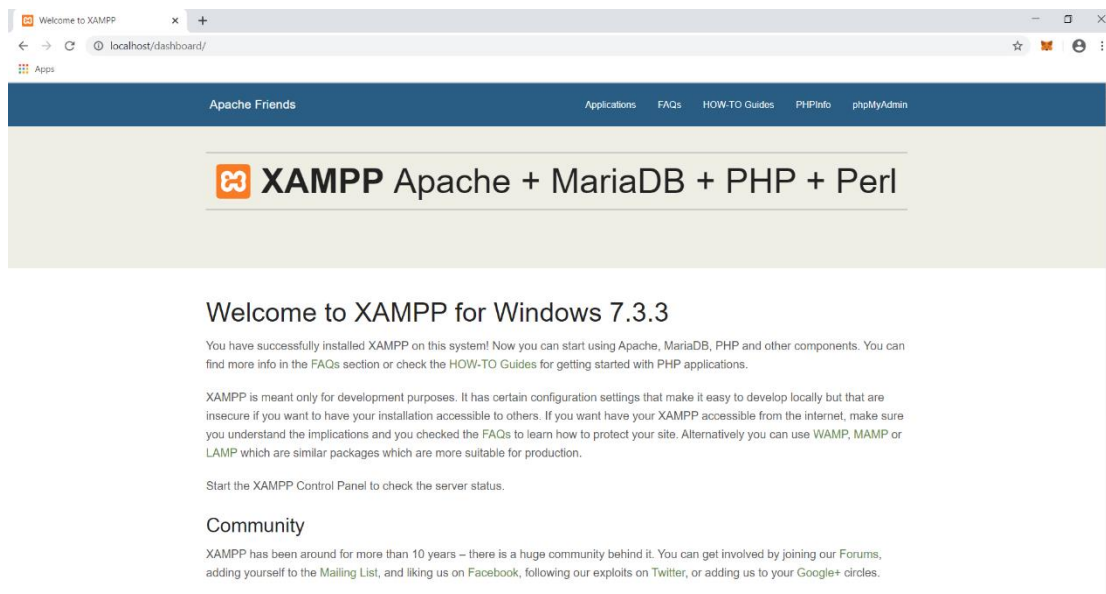 Welcome to XAMPP
localhost/dashboard/
Apps
Apache Friends
Applications FAQs HOW-TO Guides PHPInfo phpMyAdmin
XAMPP Apache + MariaDB + PHP + Perl
Welcome to XAMPP for Windows 7.3.3
You have successfully installed XAMPP on this system! Now you can start using Apache, MariaDB, PHP and other components. You can
find more info in the FAQs section or check the HOW-TO Guides for getting started with PHP applications.
XAMPP is meant only for development purposes. It has certain configuration settings that make it easy to develop locally but that are
insecure if you want to have your installation accessible to others. If you want have your XAMPP accessible from the internet, make sure
you understand the implications and you checked the FAQs to learn how to protect your site. Alternatively you can use WAMP, MAMP or
LAMP which are similar packages which are more suitable for production.
Start the XAMPP Control Panel to check the server status.
Community
XAMPP has been around for more than 10 years – there is a huge community behind it. You can get involved by joining our Forums,
adding yourself to the Mailing List, and liking us on Facebook, following our exploits on Twitter, or adding us to your Google+ circles.